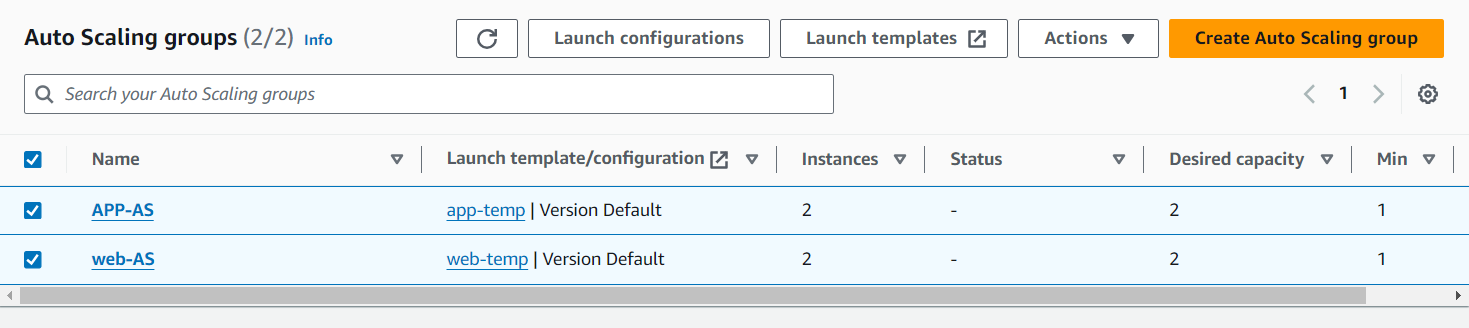 Auto Scaling groups (2/2) Info Launch configurations Launch templates Actions Create Auto Scaling group
Search your Auto Scaling groups 1
Name Launch template/configuration Instances Status Desired capacity Min
APP-AS app-temp | Version Default 2 - 2 1
web-AS web-temp | Version Default 2 - 2 1